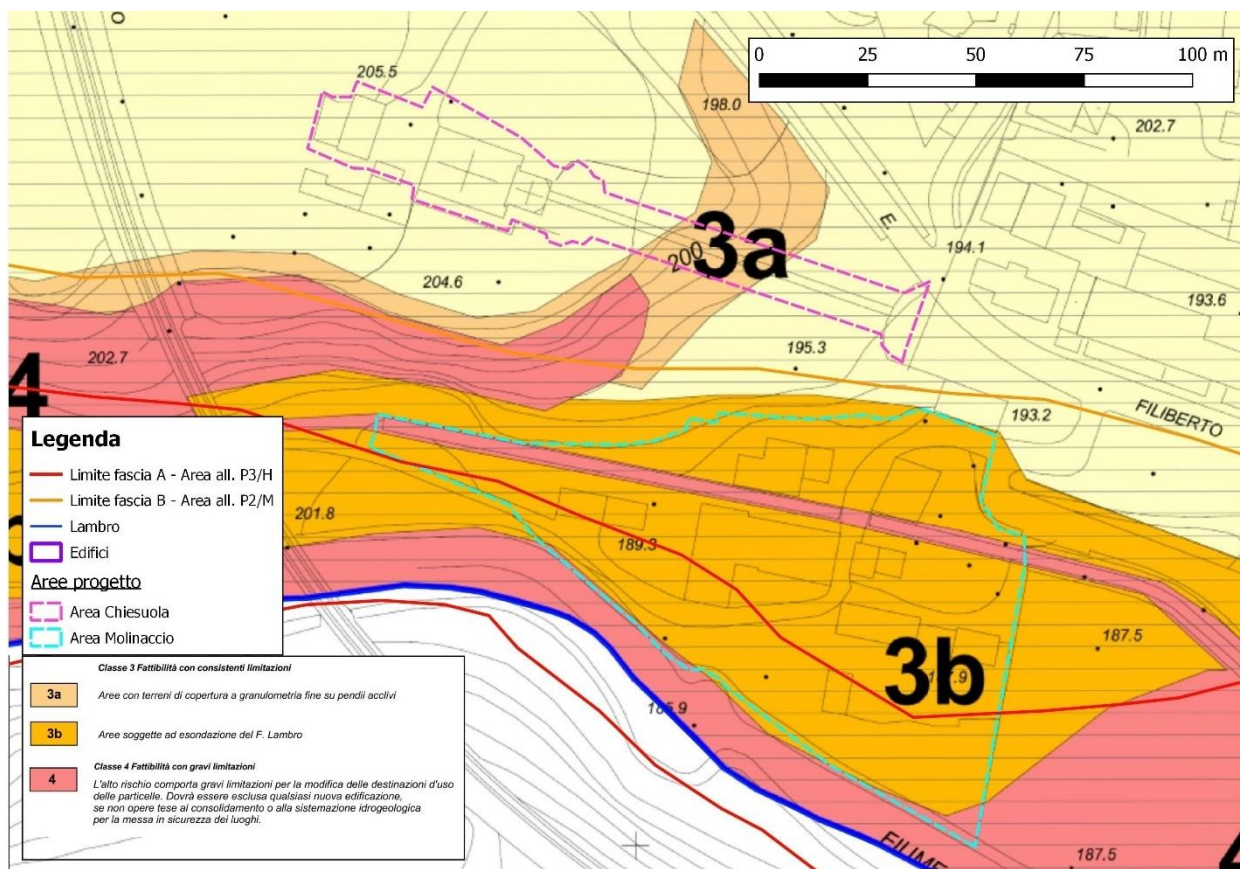 O
0 25 50 75 100 m
205.5
198.0
202.7
E.
3a
200
194.1
204.6
193.6
202.7
195.3
4
193.2
FILIBERTO
Legenda
Limite fascia A - Area all. P3/H
Limite fascia B - Area all. P2/M
Lambro
Edifici
Aree progetto
Area Chiesuola
Area Molinaccio
201.8
189.3
187.5
3b
185.9
Classe 3 Fattibilità con consistenti limitazioni
3a Aree con terreni di copertura a granulometria fine su pendii acclivi
3b Aree soggette ad esondazione del F. Lambro
Classe 4 Fattibilità con gravi limitazioni
4 L'alto rischio comporta gravi limitazioni per la modifica delle destinazioni d'uso
delle particelle. Dovrà essere esclusa qualsiasi nuova edificazione,
se non opere tese al consolidamento o alla sistemazione idrogeologica
per la messa in sicurezza dei luoghi.
FIUME
187.5
4